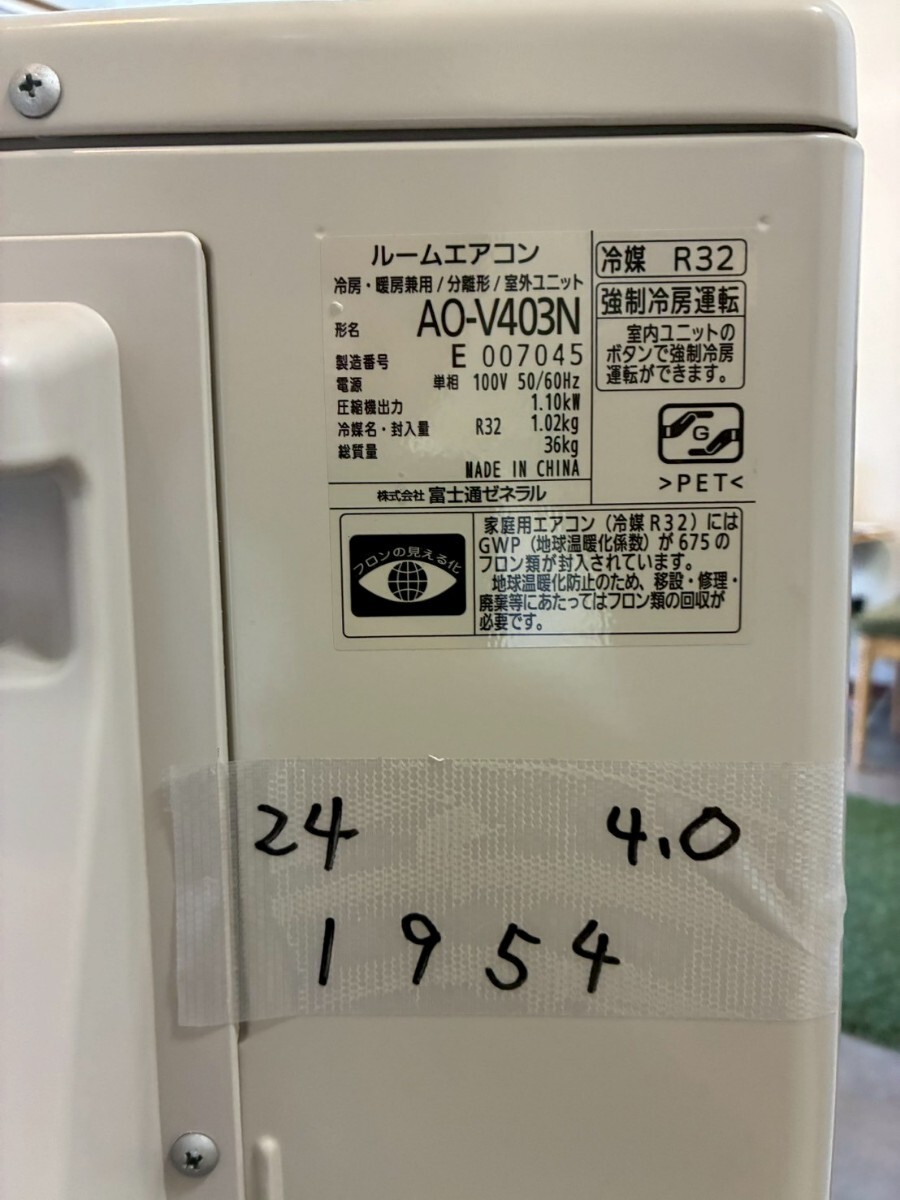 ルームエアコン
冷房・暖房兼用/分離形/室外ユニット
形名 AO-V403N
製造番号 E 007045
電源 単相 100V 50/60Hz
圧縮機出力 1.10kW
冷媒名・封入量 R32 1.02kg
総質量 36kg
MADE IN CHINA
株式会社 富士通ゼネラル
冷媒 R32
強制冷房運転
室内ユニットの
ボタンで強制冷房
運転ができます。
G
>PET<
フロンの見える化
家庭用エアコン(冷媒R32)には
GWP(地球温暖化係数)が675の
フロン類が封入されています。
地球温暖化防止のため、移設・修理・
廃棄等にあたってはフロン類の回収が
必要です。
24 4.0
1954